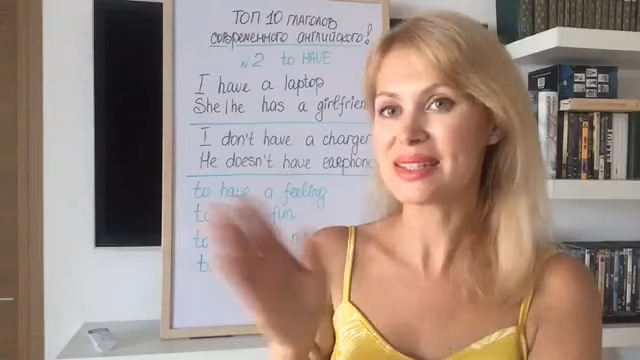 ТОП 10 глаголов
современного английского!
№2 to HAVE
I have a laptop
She/he has a girlfrien
I don't have a charger
He doesn't have earphone
to have a feeling
fun
ELLROY